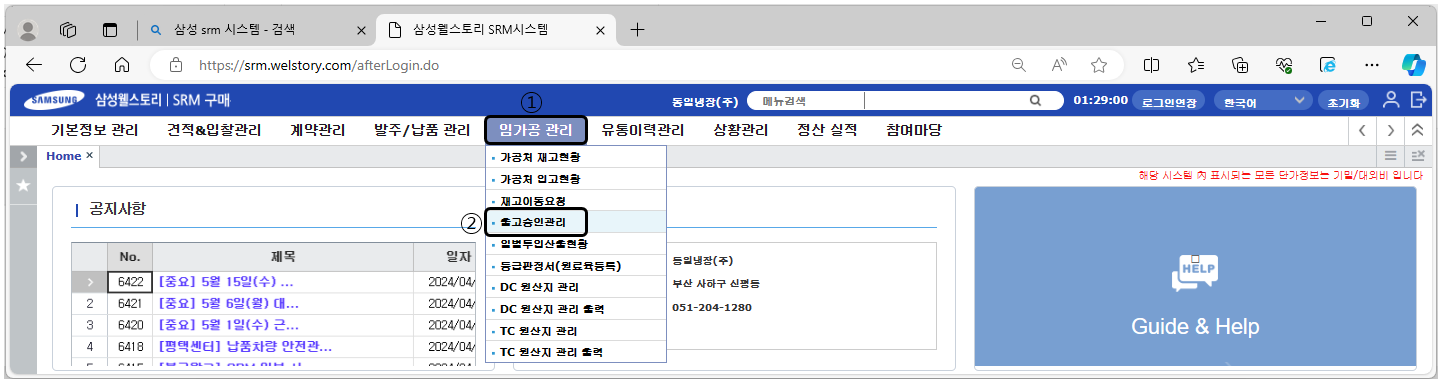 삼성 srm 시스템 - 검색
삼성웰스토리 SRM시스템
https://srm.welstory.com/afterLogin.do
SAMSUNG 삼성웰스토리 | SRM 구매
①
동일냉장(주)
메뉴검색
01:29:00
로그인연장
한국어
초기화
기본정보 관리 견적&입찰관리 계약관리 발주/납품 관리 임가공 관리 유통이력관리 상황관리 정산 실적 참여마당
Home
해당 시스템 內 표시되는 모든 단가정보는 기밀/대외비 입니다
가공처 재고현황
가공처 입고현황
재고이동요청
②
출고승인관리
일별투입산출현황
등급판정서(원료육등록)
DC 원산지 관리
DC 원산지 관리 출력
TC 원산지 관리
TC 원산지 관리 출력
공지사항
No. 제목 일자
6422 [중요] 5월 15일(수) ... 2024/04/
2 6421 [중요] 5월 6일(월) 대... 2024/04/
3 6420 [중요] 5월 1일(수) 근... 2024/04/
4 6418 [평택센터] 납품차량 안전관... 2024/04/
동일냉장(주)
부산 사하구 신평동
051-204-1280
HELP
Guide & Help